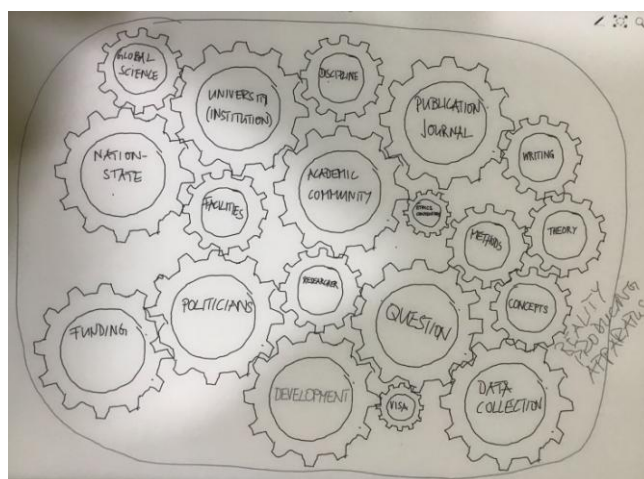 GLOBAL
SCIENCE
UNIVERSITY
(INSTITUTION)
DISCIPLINE
PUBLICATION
JOURNAL
WRITING
NATION-
STATE
ACADEMIC
COMMUNITY
FACILITIES
METHODS
THEORY
RESEARCHER
POLITICIANS
QUESTION
CONCEPTS
FUNDING
DEVELOPMENT
VISA
DATA
COLLECTION
REALITY
PRODUCING
APPARATUS